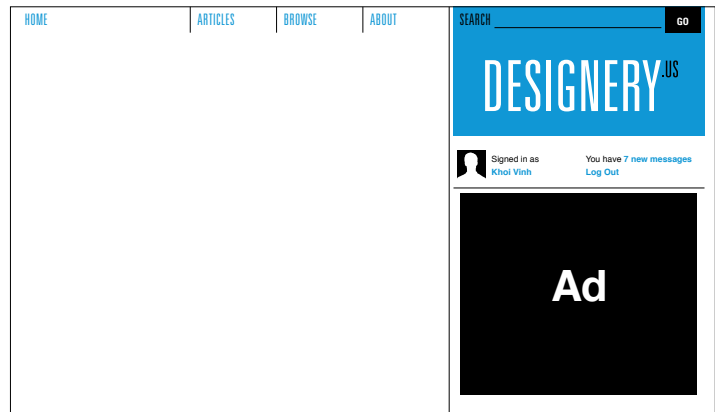 HOME ARTICLES BROWSE ABOUT
SEARCH GO
DESIGNERY.US
Signed in as
Khoi Vinh
You have 7 new messages
Log Out
Ad